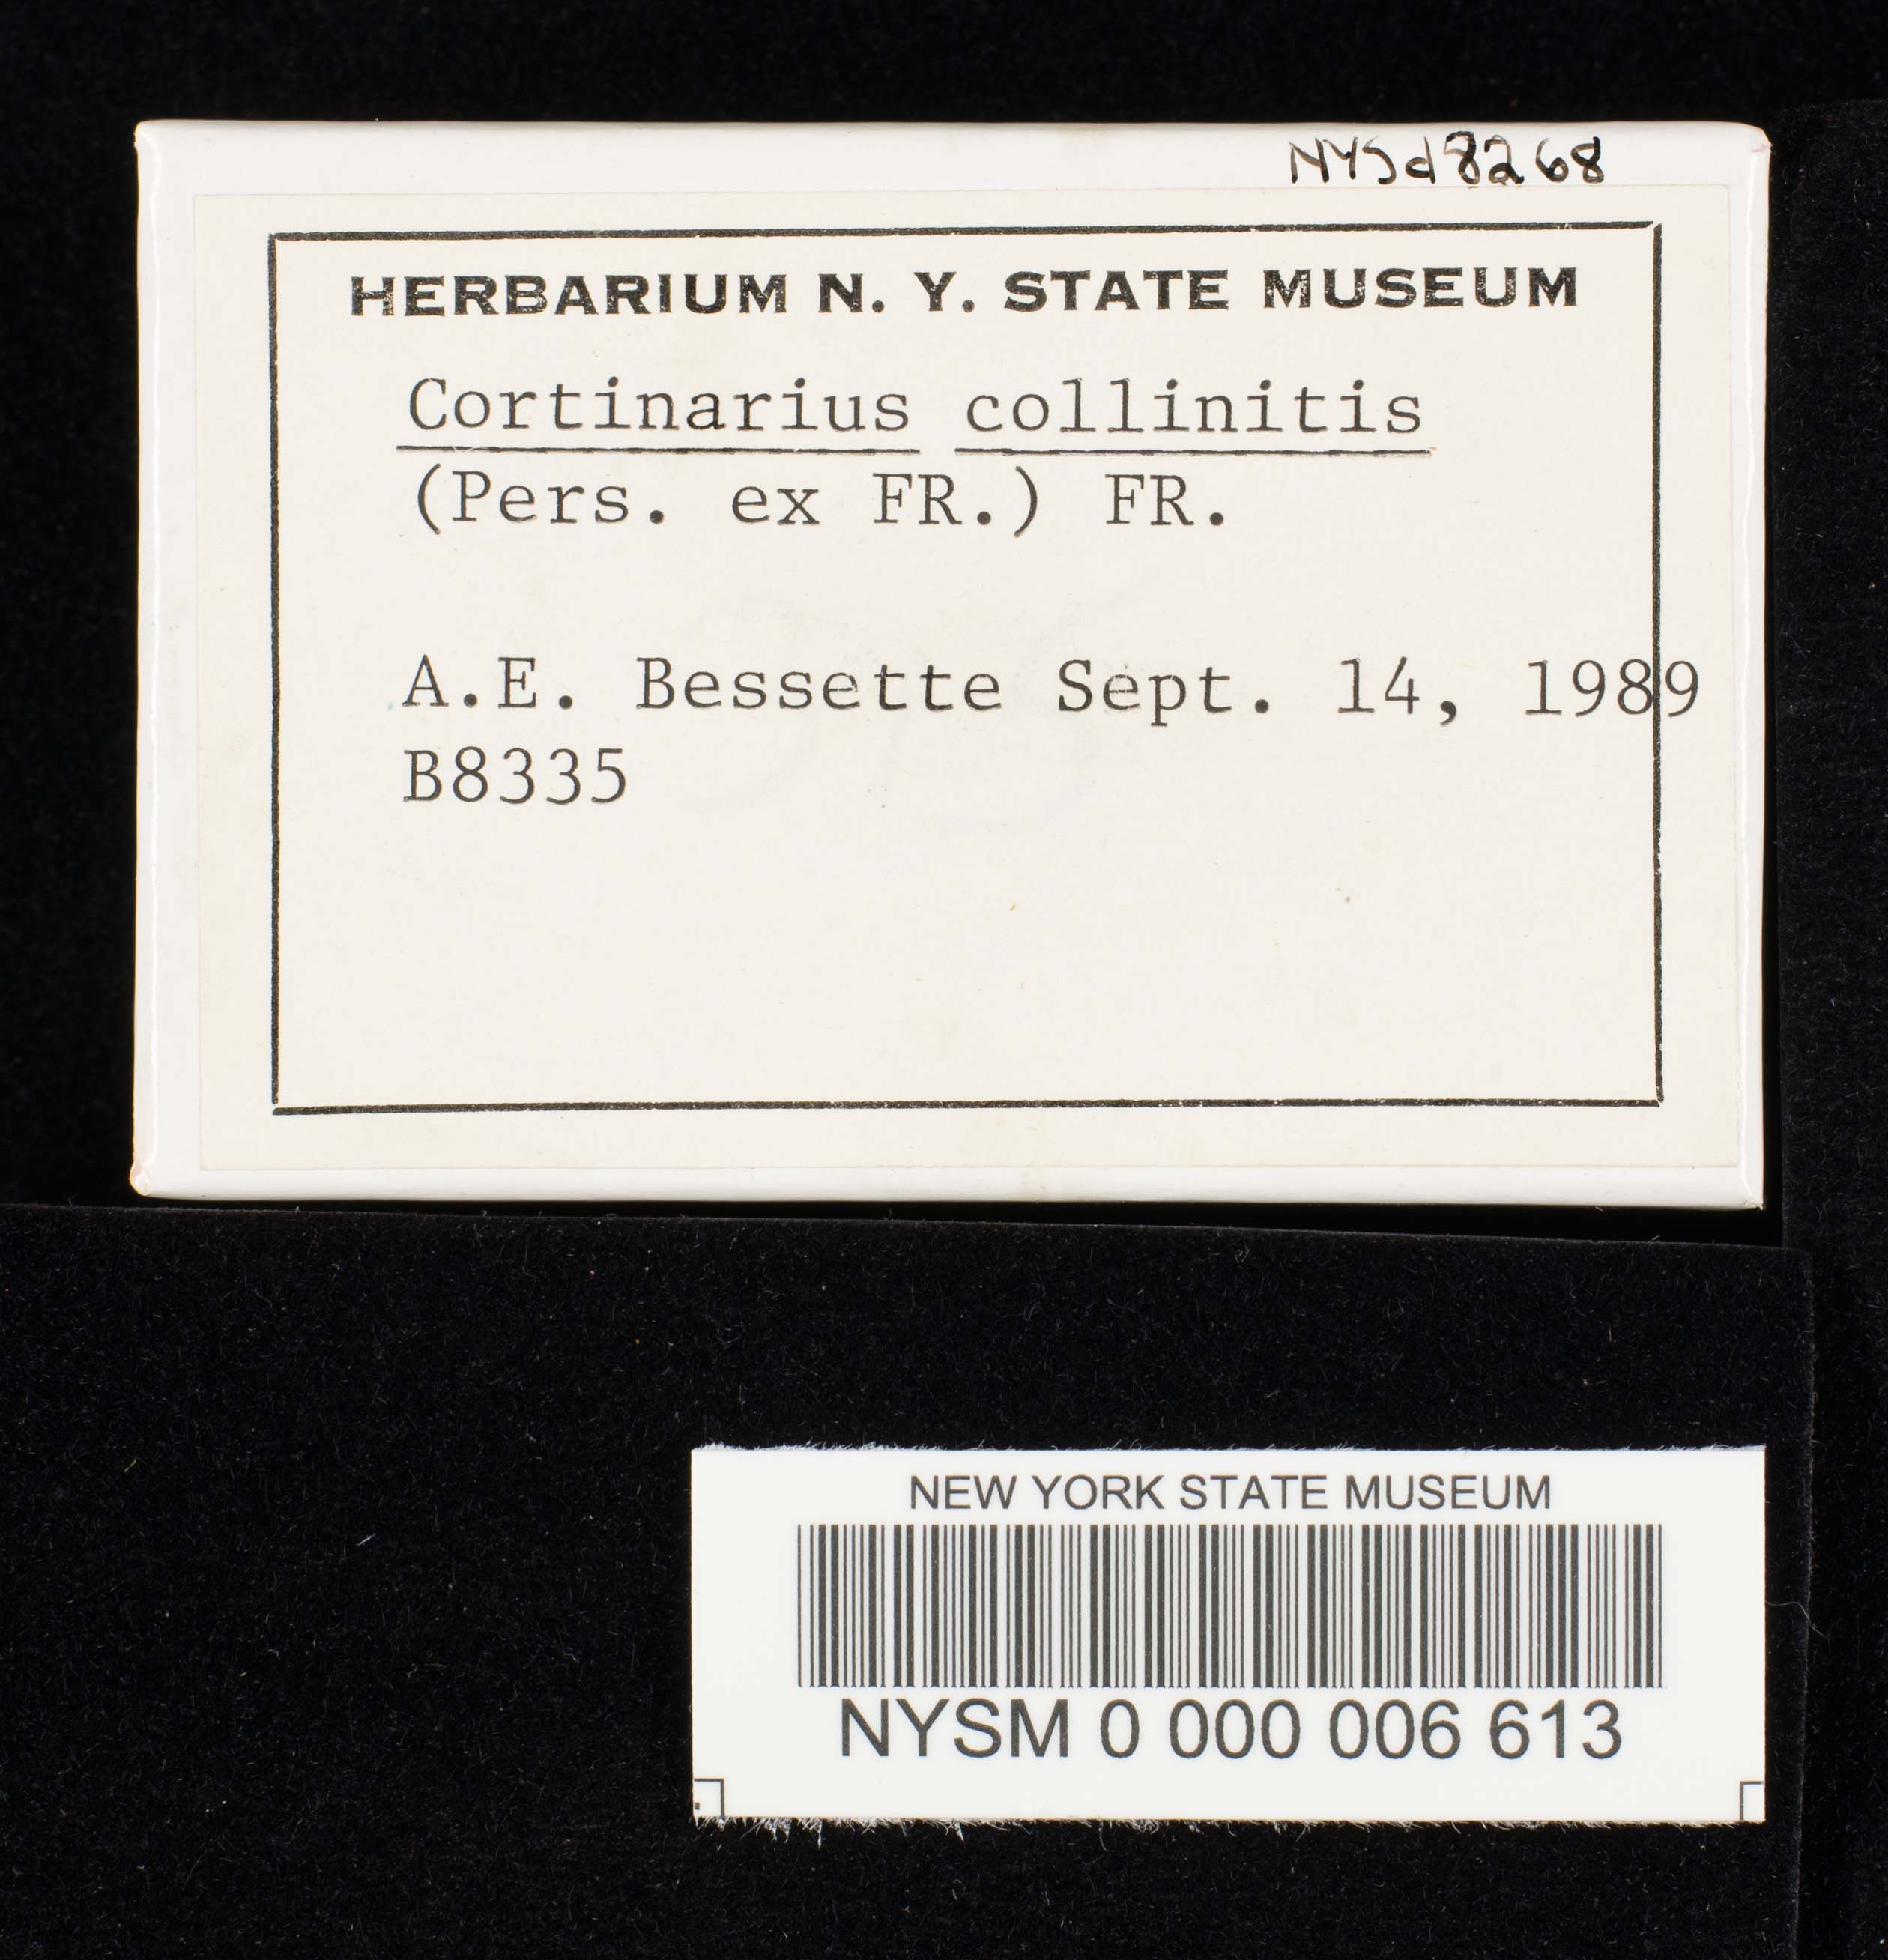 NYSd8268
HERBARIUM N. Y. STATE MUSEUM
Cortinarius collinitis
(Pers. ex FR.) FR.
A.E. Bessette Sept. 14, 1989
B8335
NEW YORK STATE MUSEUM
NYSM 0 000 006 613